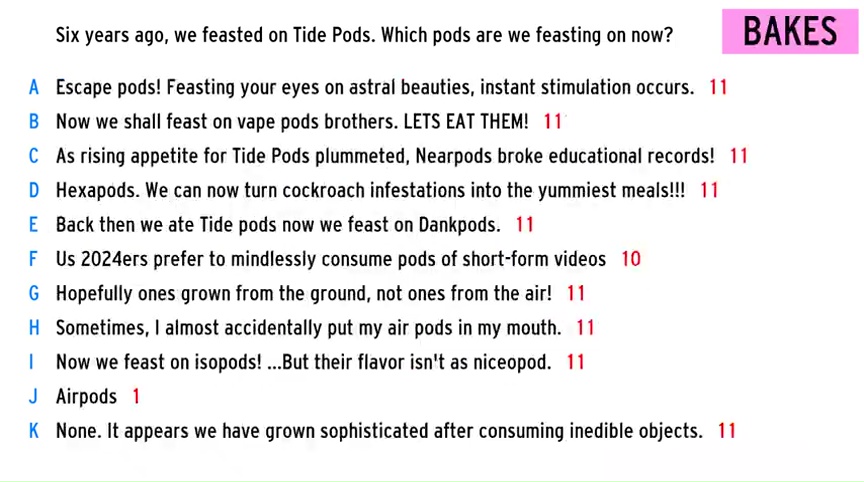 Six years ago, we feasted on Tide Pods. Which pods are we feasting on now?
BAKES
A Escape pods! Feasting your eyes on astral beauties, instant stimulation occurs. 11
B Now we shall feast on vape pods brothers. LETS EAT THEM! 11
C As rising appetite for Tide Pods plummeted, Nearpods broke educational records! 11
D Hexapods. We can now turn cockroach infestations into the yummiest meals!!! 11
E Back then we ate Tide pods now we feast on Dankpods. 11
F Us 2024ers prefer to mindlessly consume pods of short-form videos 10
G Hopefully ones grown from the ground, not ones from the air! 11
H Sometimes, I almost accidentally put my air pods in my mouth. 11
I Now we feast on isopods! ...But their flavor isn't as niceopod. 11
J Airpods 1
K None. It appears we have grown sophisticated after consuming inedible objects. 11